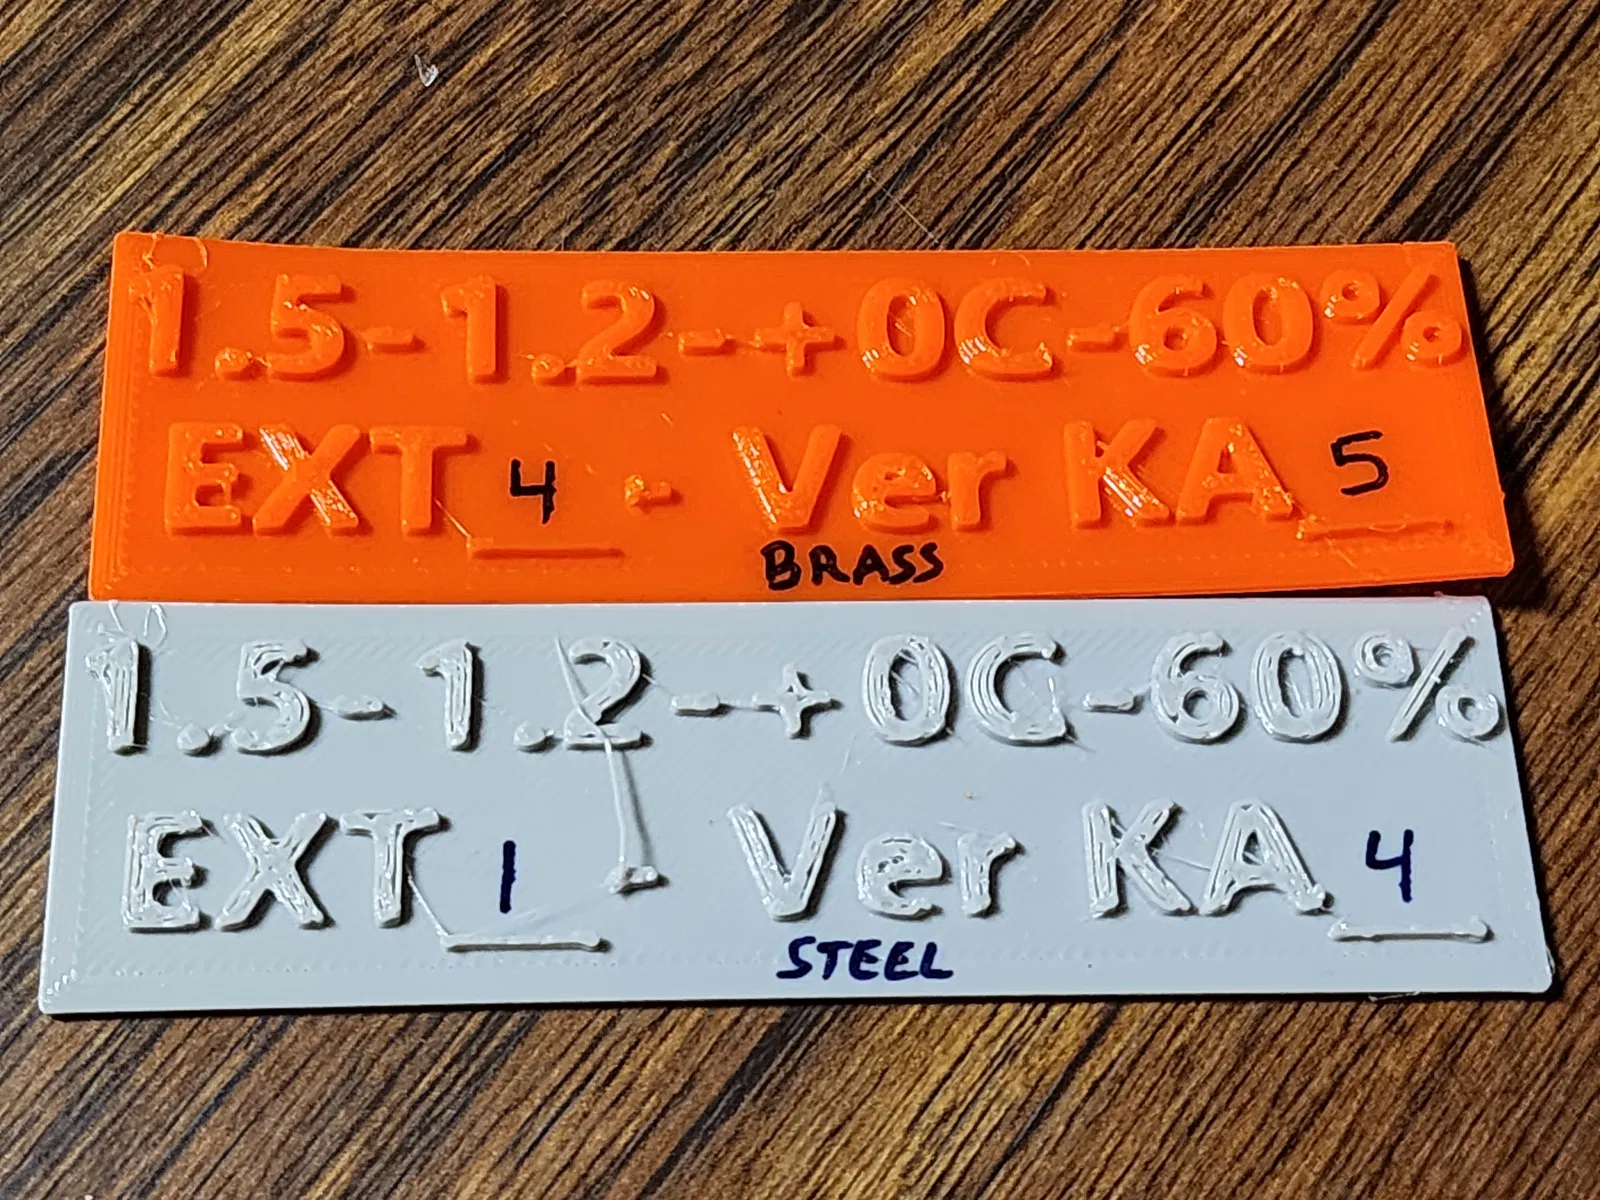 1.5-1.2-+0C-60%
EXT 4 - Ver KA 5
BRASS
1.5-1.2-+0C-60%
EXT 1 - Ver KA 4
STEEL